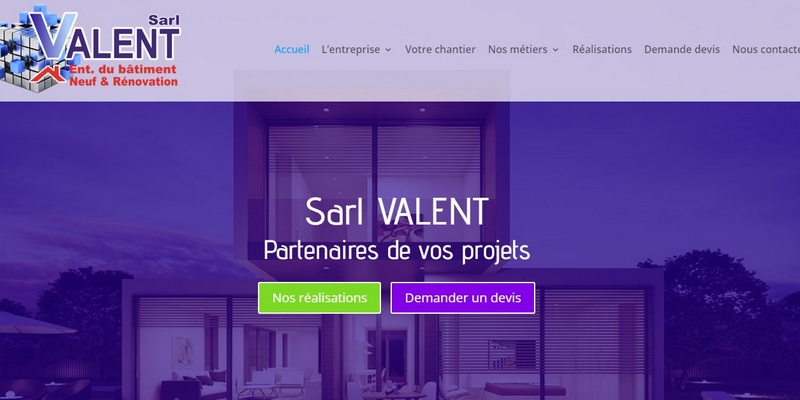 Sarl
VALENT
Ent. du bâtiment
Neuf & Rénovation
Accueil L'entreprise Votre chantier Nos métiers Réalisations Demande devis Nous contacte
Sarl VALENT
Partenaires de vos projets
Nos réalisations Demander un devis